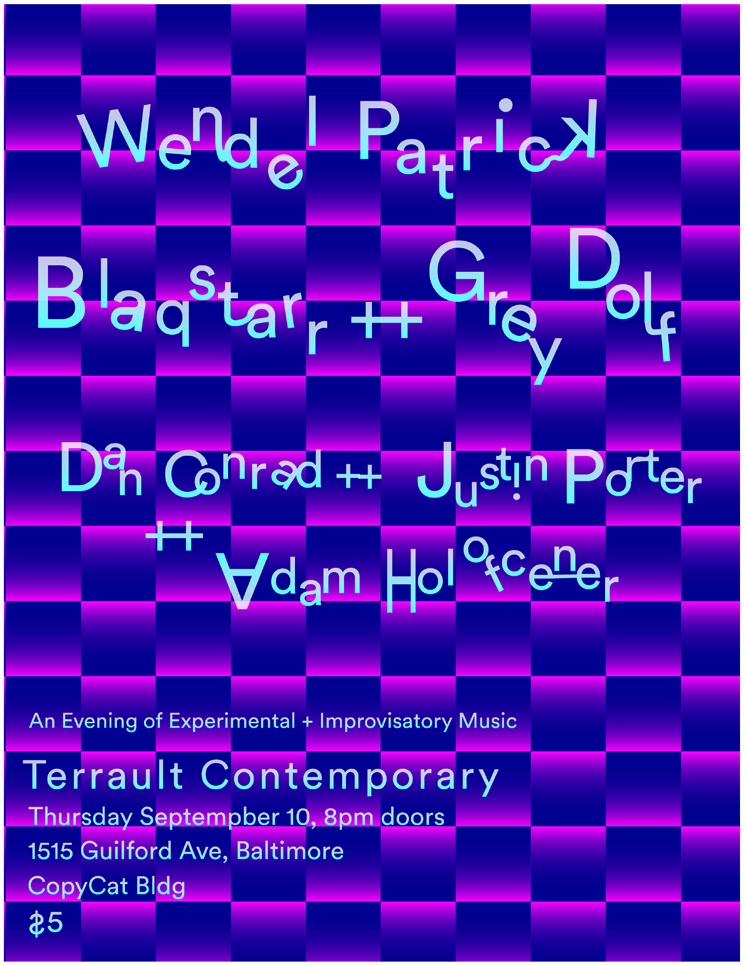 Wendel Patrick
Blaqstarr ++ Grey Dolf
Dan Conrad ++ Justin Porter
++ Adam Holofcener
An Evening of Experimental + Improvisatory Music
Terrault Contemporary
Thursday Septempber 10, 8pm doors
1515 Guilford Ave, Baltimore
CopyCat Bldg
$5